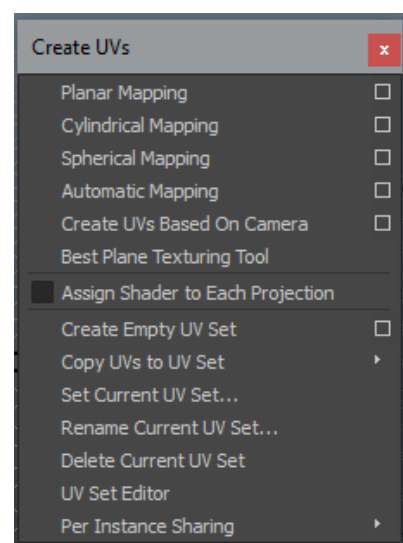 Create UVs
Planar Mapping
Cylindrical Mapping
Spherical Mapping
Automatic Mapping
Create UVs Based On Camera
Best Plane Texturing Tool
Assign Shader to Each Projection
Create Empty UV Set
Copy UVs to UV Set
Set Current UV Set...
Rename Current UV Set...
Delete Current UV Set
UV Set Editor
Per Instance Sharing